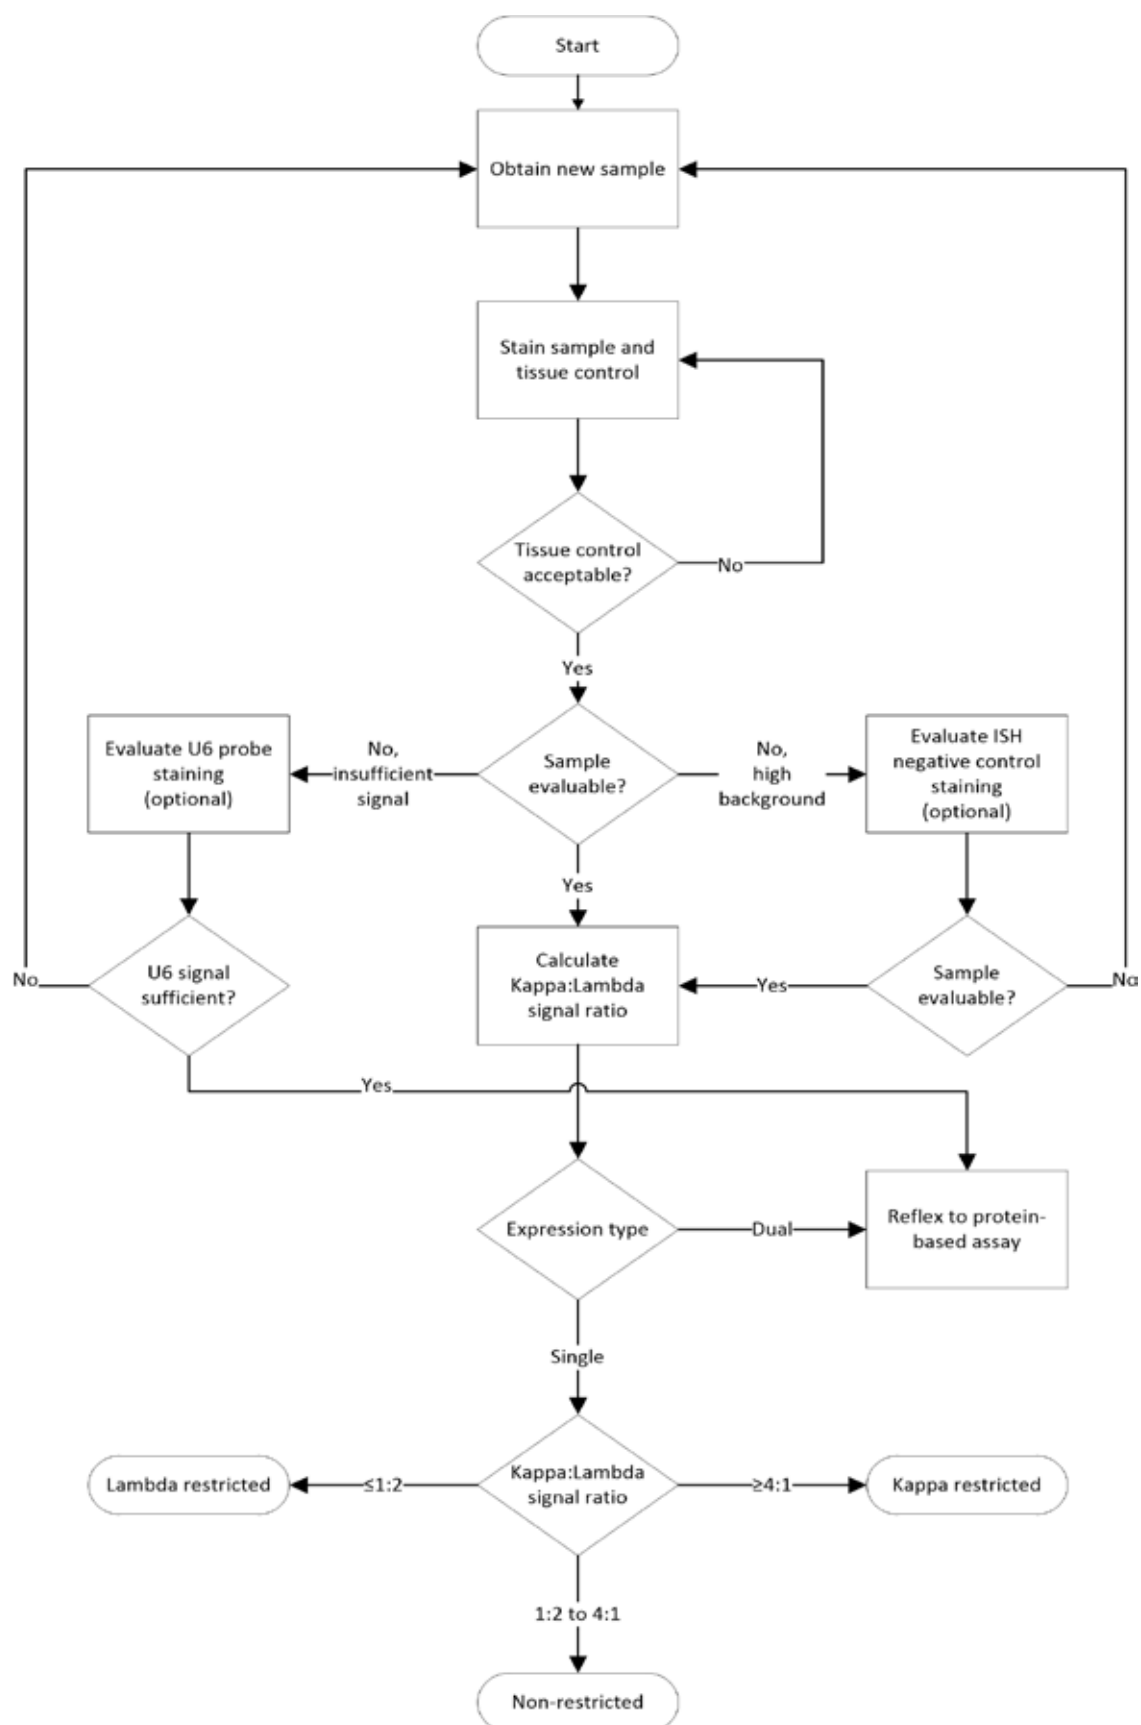 Start
Obtain new sample
Stain sample and
tissue control
Tissue control
acceptable?
No
Yes
Evaluate U6 probe
staining
(optional)
No,
insufficient
signal
Sample
evaluable?
No,
high
background
Evaluate ISH
negative control
staining
(optional)
Yes
No
U6 signal
sufficient?
Calculate
Kappa:Lambda
signal ratio
Yes
Sample
evaluable?
No
Yes
Expression type
Dual
Reflex to protein-
based assay
Single
Lambda restricted
≤1:2
Kappa:Lambda
signal ratio
≥4:1
Kappa restricted
1:2 to 4:1
Non-restricted